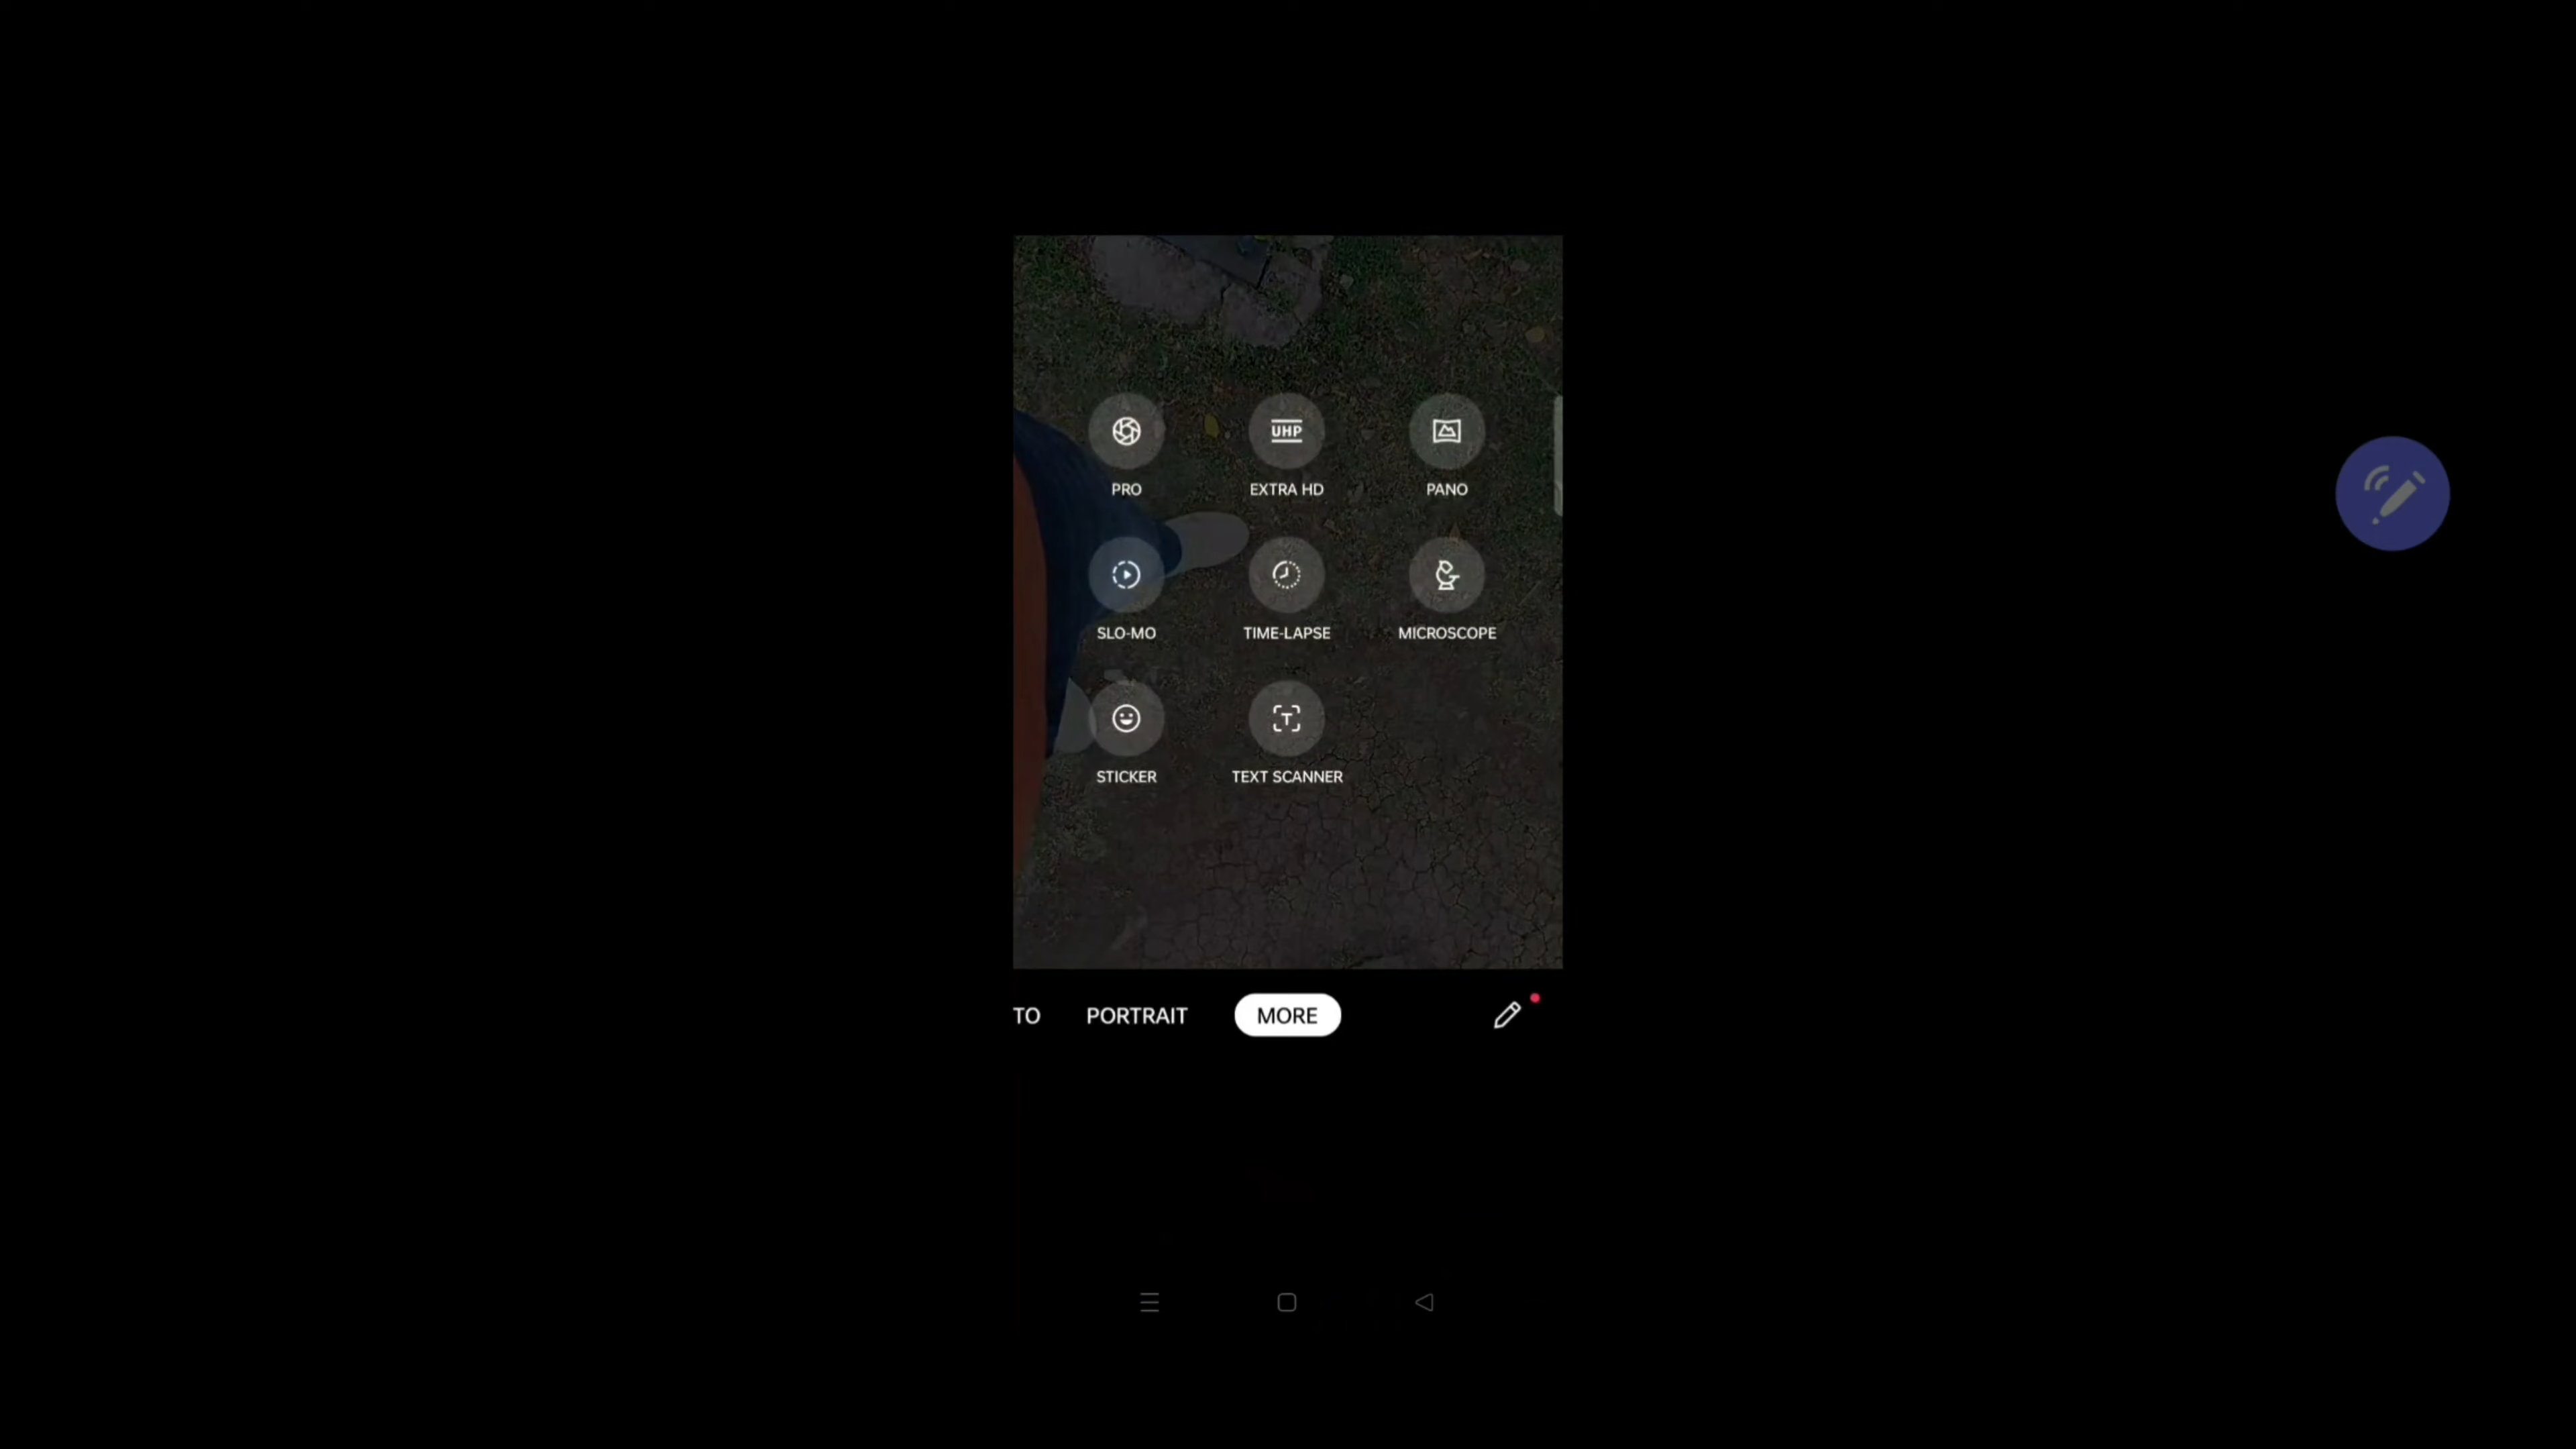 UHP
PRO EXTRA HD PANO
SLO-MO TIME-LAPSE MICROSCOPE
T
STICKER TEXT SCANNER
TO PORTRAIT MORE